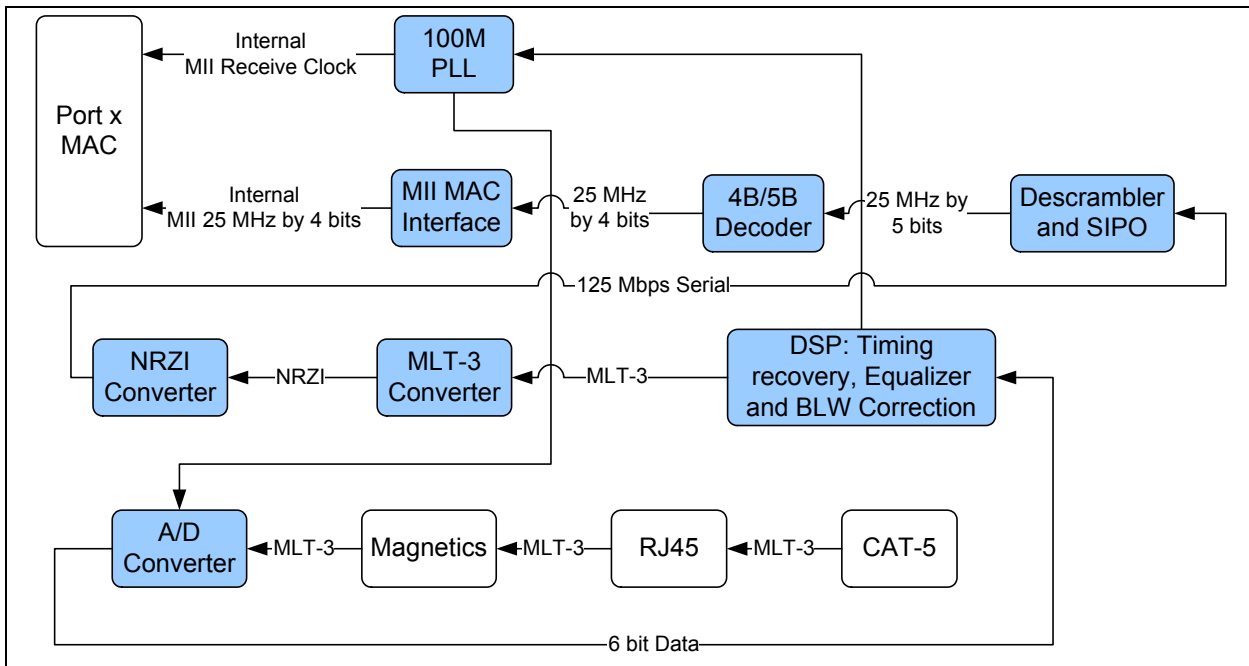 Internal
MII Receive Clock
100M
PLL
Port x
MAC
Internal
MII 25 MHz by 4 bits
MII MAC
Interface
25 MHz
by 4 bits
4B/5B
Decoder
25 MHz by
5 bits
Descrambler
and SIPO
125 Mbps Serial
NRZI
Converter
NRZI
MLT-3
Converter
MLT-3
DSP: Timing
recovery, Equalizer
and BLW Correction
A/D
Converter
MLT-3
Magnetics
MLT-3
RJ45
MLT-3
CAT-5
6 bit Data